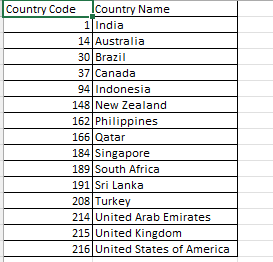 Country Code Country Name
1 India
14 Australia
30 Brazil
37 Canada
94 Indonesia
148 New Zealand
162 Philippines
166 Qatar
184 Singapore
189 South Africa
191 Sri Lanka
208 Turkey
214 United Arab Emirates
215 United Kingdom
216 United States of America